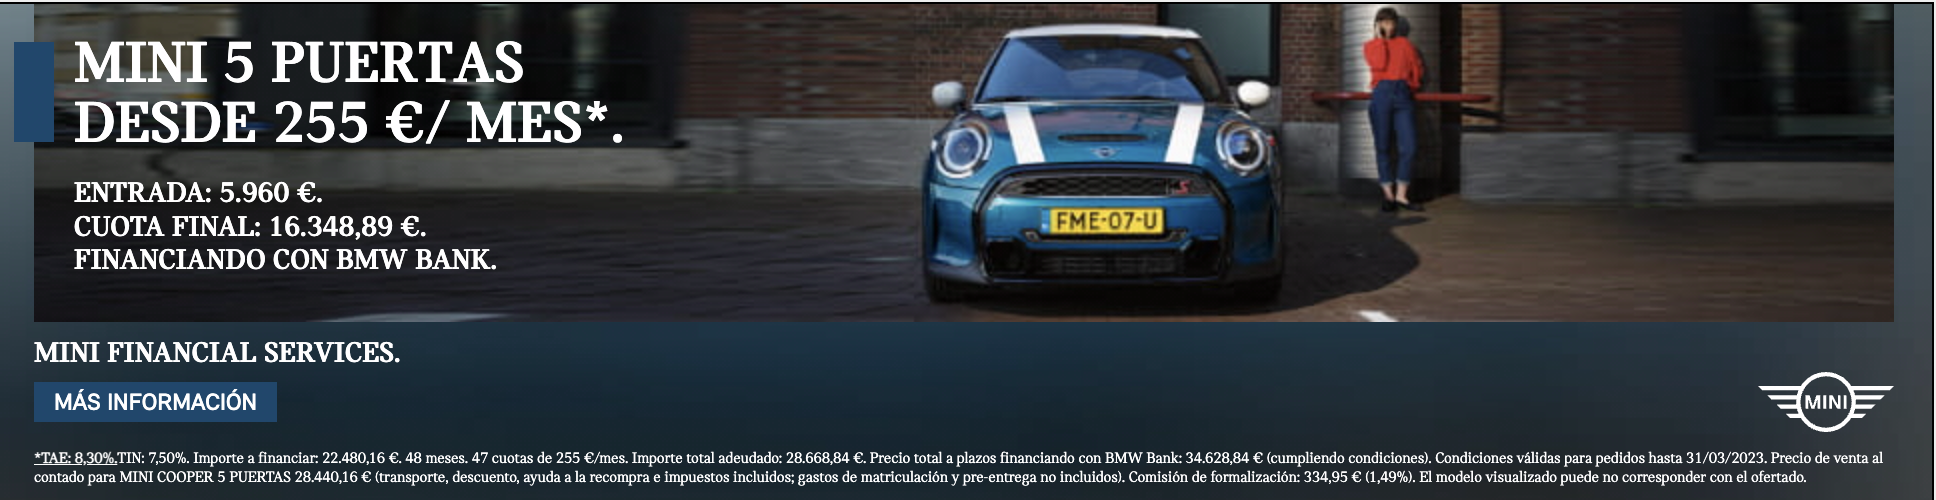 MINI 5 PUERTAS
DESDE 255 €/ MES*.
ENTRADA: 5.960 €.
CUOTA FINAL: 16.348,89 €.
FINANCIANDO CON BMW BANK.
FME-07-U
MINI FINANCIAL SERVICES.
MÁS INFORMACIÓN
MINI
*TAE: 8,30%.TIN: 7,50%. Importe a financiar: 22.480,16 €. 48 meses. 47 cuotas de 255 €/mes. Importe total adeudado: 28.668,84 €. Precio total a plazos financiando con BMW Bank: 34.628,84 € (cumpliendo condiciones). Condiciones válidas para pedidos hasta 31/03/2023. Precio de venta al
contado para MINI COOPER 5 PUERTAS 28.440,16 € (transporte, descuento, ayuda a la recompra e impuestos incluidos; gastos de matriculación y pre-entrega no incluidos). Comisión de formalización: 334,95 € (1,49%). El modelo visualizado puede no corresponder con el ofertado.